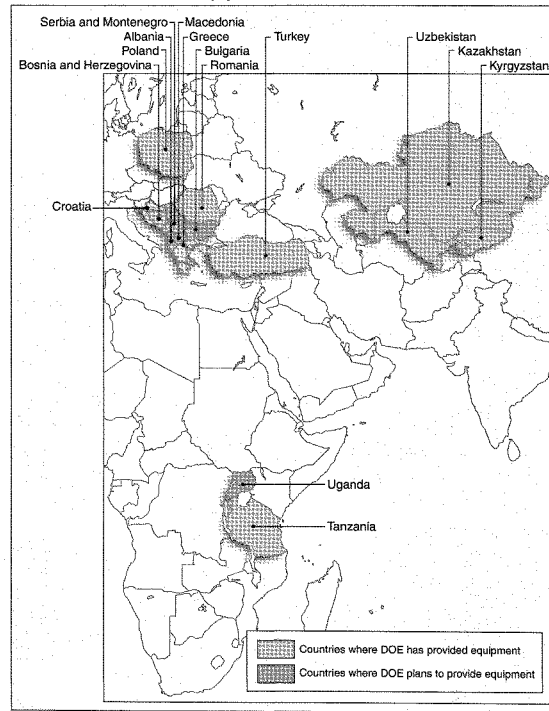 Serbia and Montenegro
Macedonia
Albania
Greece
Poland
Bulgaria
Turkey
Uzbekistan
Bosnia and Herzegovina
Romania
Kazakhstan
Kyrgyzstan
Croatia
Uganda
Tanzania
Countries where DOE has provided equipment
Countries where DOE plans to provide equipment